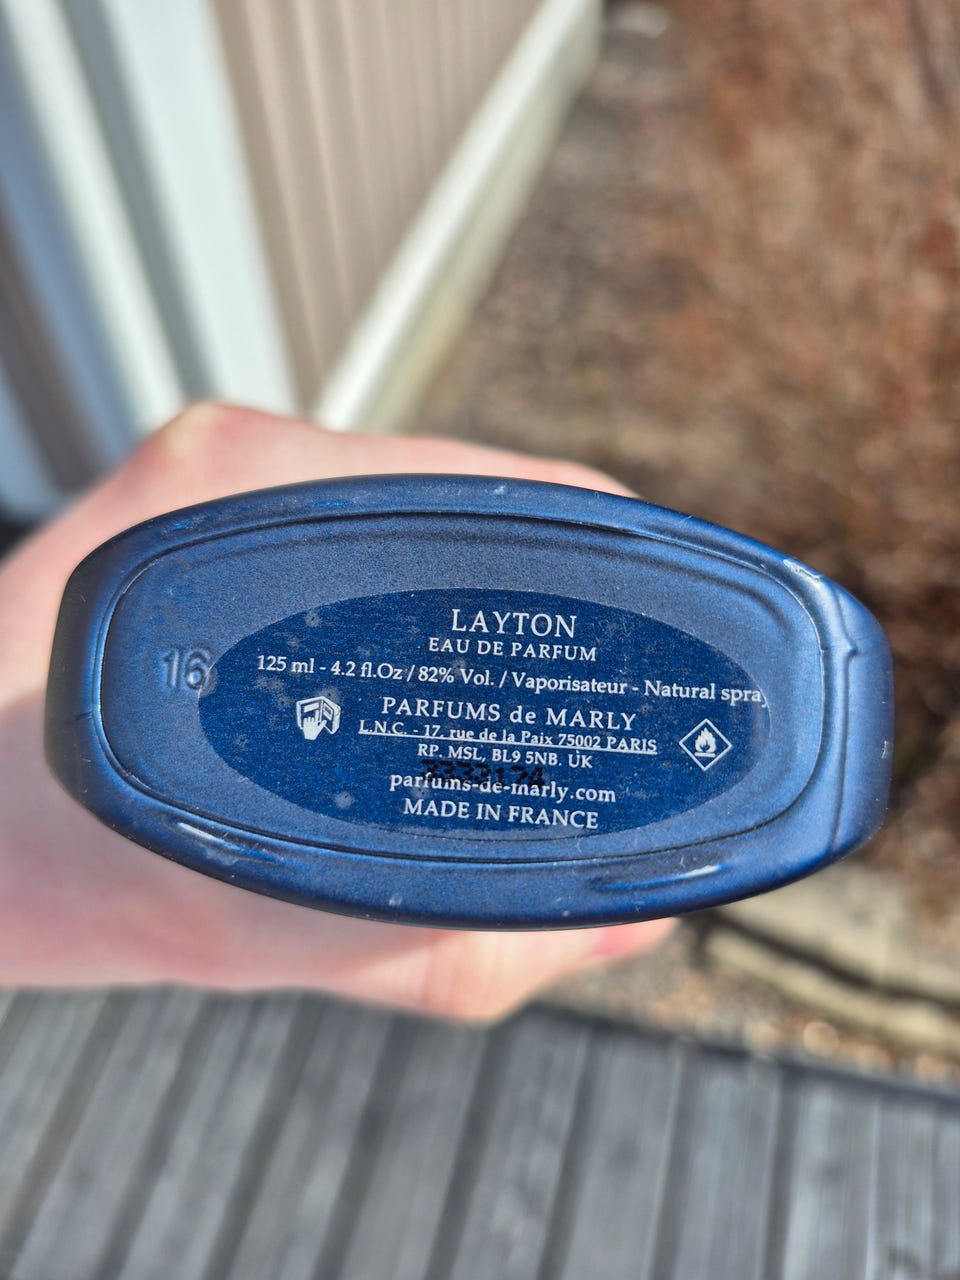 LAYTON
EAU DE PARFUM
125 ml - 4.2 fl.Oz / 82% Vol. / Vaporisateur - Natural spray
16
PARFUMS de MARLY
L.N.C. - 17, rue de la Paix 75002 PARIS
RP. MSL, BL9 5NB. UK
parfums-de-marly.com
MADE IN FRANCE